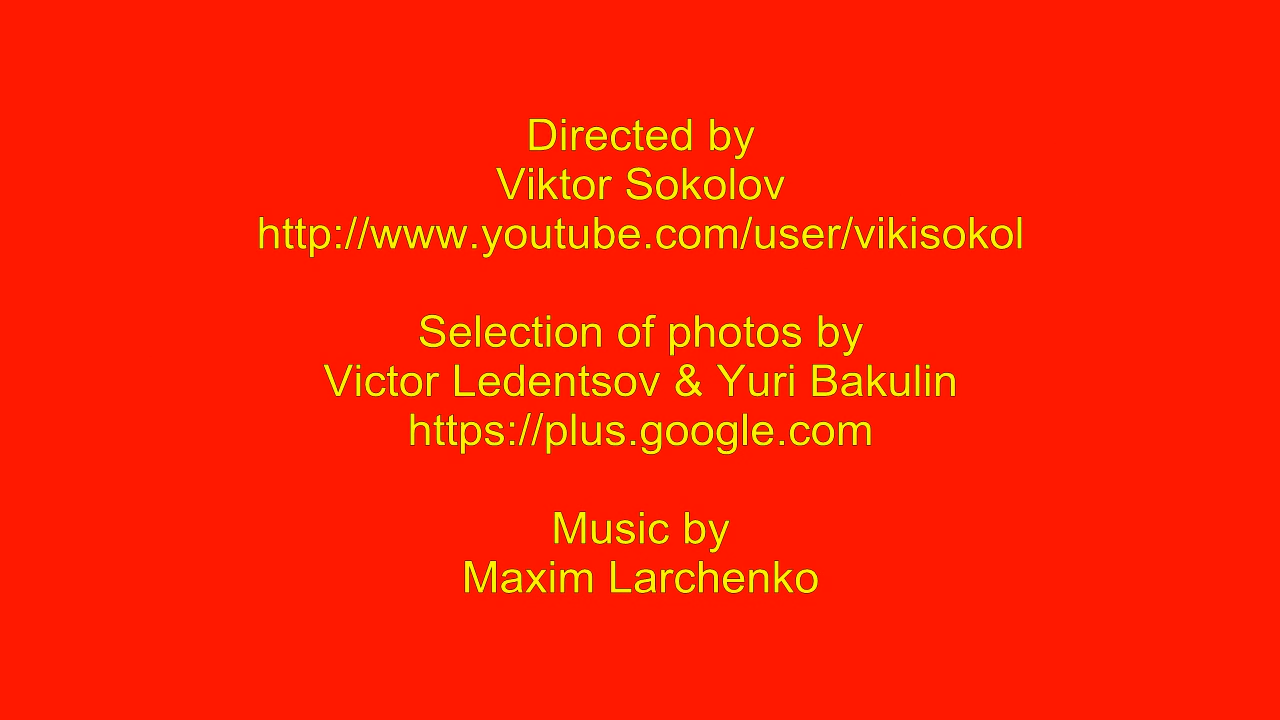 Directed by
Viktor Sokolov
http://www.youtube.com/user/vikisokol
Selection of photos by
Victor Ledentsov & Yuri Bakulin
https://plus.google.com
Music by
Maxim Larchenko